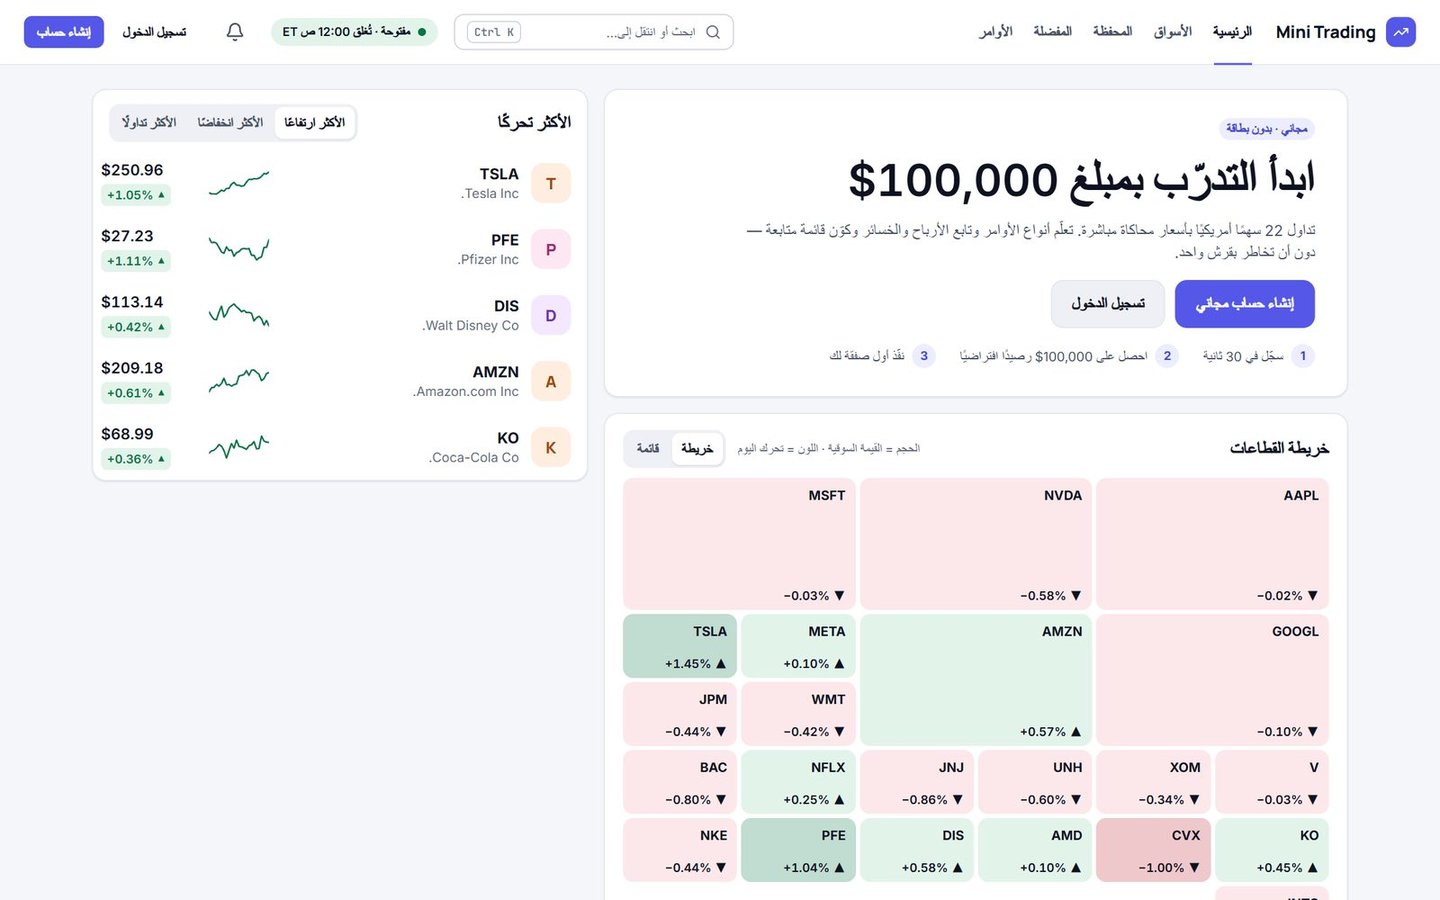 Mini Trading
الرئيسية
الأسواق
المحفظة
المفضلة
الأوامر
ابحث أو انتقل إلى...
Ctrl K
مفتوحة · تُغلق 12:00 ص ET
تسجيل الدخول
إنشاء حساب
مجاني · بدون بطاقة
ابدأ التدرّب بمبلغ 100,000$
تداول 22 سهمًا أمريكيًا بأسعار محاكاة مباشرة. تعلّم أنواع الأوامر وتابع الأرباح والخسائر وكوّن قائمة متابعة —
دون أن تخاطر بقرش واحد.
إنشاء حساب مجاني
تسجيل الدخول
1 سجّل في 30 ثانية
2 احصل على 100,000$ رصيدًا افتراضيًا
3 نفّذ أول صفقة لك
الأكثر تحركًا
الأكثر ارتفاعًا
الأكثر انخفاضًا
الأكثر تداولًا
T
TSLA
.Tesla Inc
$250.96
+1.05% ▲
P
PFE
.Pfizer Inc
$27.23
+1.11% ▲
D
DIS
.Walt Disney Co
$113.14
+0.42% ▲
A
AMZN
.Amazon.com Inc
$209.18
+0.61% ▲
K
KO
.Coca-Cola Co
$68.99
+0.36% ▲
خريطة القطاعات
الحجم = القيمة السوقية · اللون = تحرك اليوم
خريطة
قائمة
AAPL
−0.02% ▼
NVDA
−0.58% ▼
MSFT
−0.03% ▼
GOOGL
−0.10% ▼
AMZN
+0.57% ▲
META
+0.10% ▲
TSLA
+1.45% ▲
WMT
−0.42% ▼
JPM
−0.44% ▼
V
−0.03% ▼
XOM
−0.34% ▼
UNH
−0.60% ▼
JNJ
−0.86% ▼
NFLX
+0.25% ▲
BAC
−0.80% ▼
KO
+0.45% ▲
CVX
−1.00% ▼
AMD
+0.10% ▲
DIS
+0.58% ▲
PFE
+1.04% ▲
NKE
−0.44% ▼